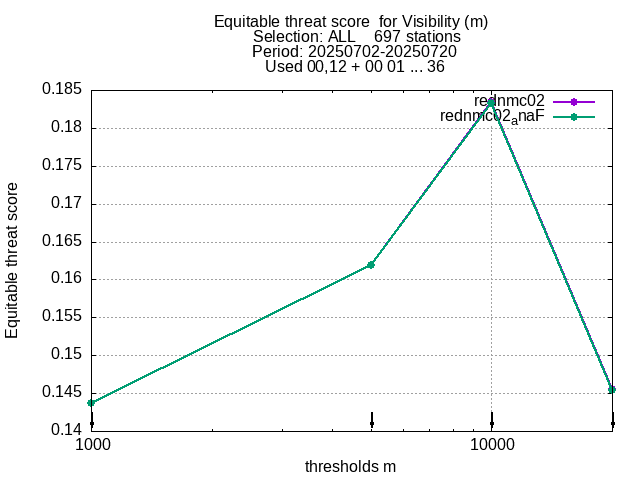 Equitable threat score  for Visibility (m)
Selection: ALL    697 stations
Period: 20250702-20250720
Used 00,12 + 00 01 ... 36
rednmc02
rednmc02anaF
Equitable threat score
0.185
0.18
0.175
0.17
0.165
0.16
0.155
0.15
0.145
0.14
1000
10000
thresholds m